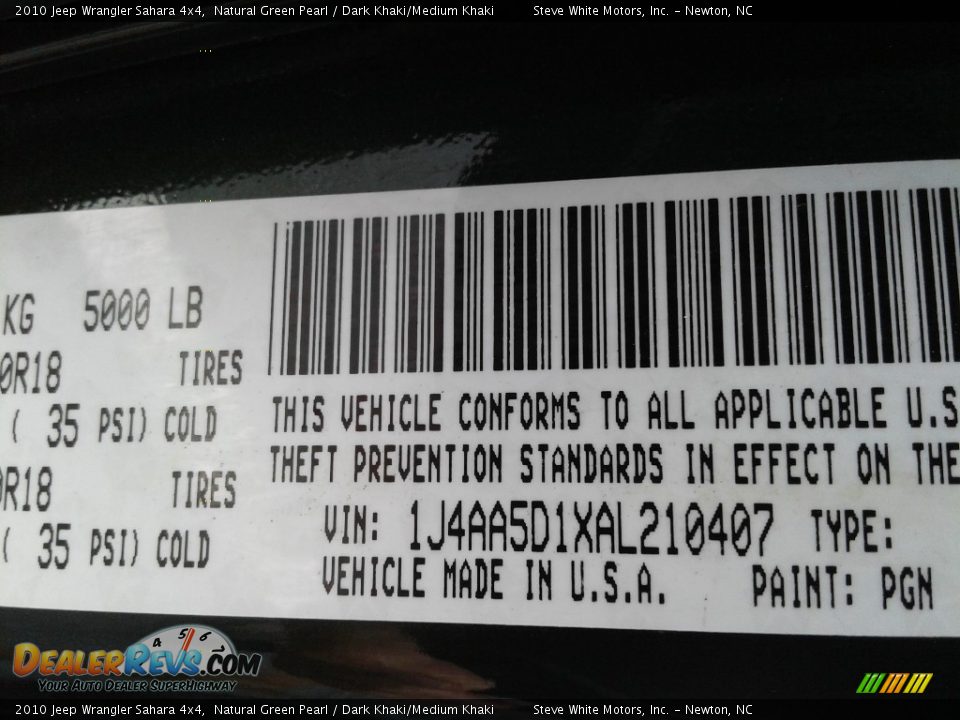 2010 Jeep Wrangler Sahara 4x4,  Natural Green Pearl / Dark Khaki/Medium Khaki     Steve White Motors, Inc. - Newton, NC
KG 5000 LB
0R18 TIRES
( 35 PSI) COLD
0R18 TIRES
( 35 PSI) COLD
THIS VEHICLE CONFORMS TO ALL APPLICABLE U.S
THEFT PREVENTION STANDARDS IN EFFECT ON THE
VIN: 1J4AA5D1XAL210407 TYPE:
VEHICLE MADE IN U.S.A. PAINT: PGN
4 5 6
DEALERREVS.COM
YOUR AUTO DEALER SUPERHIGHWAY
2010 Jeep Wrangler Sahara 4x4,  Natural Green Pearl / Dark Khaki/Medium Khaki     Steve White Motors, Inc. - Newton, NC